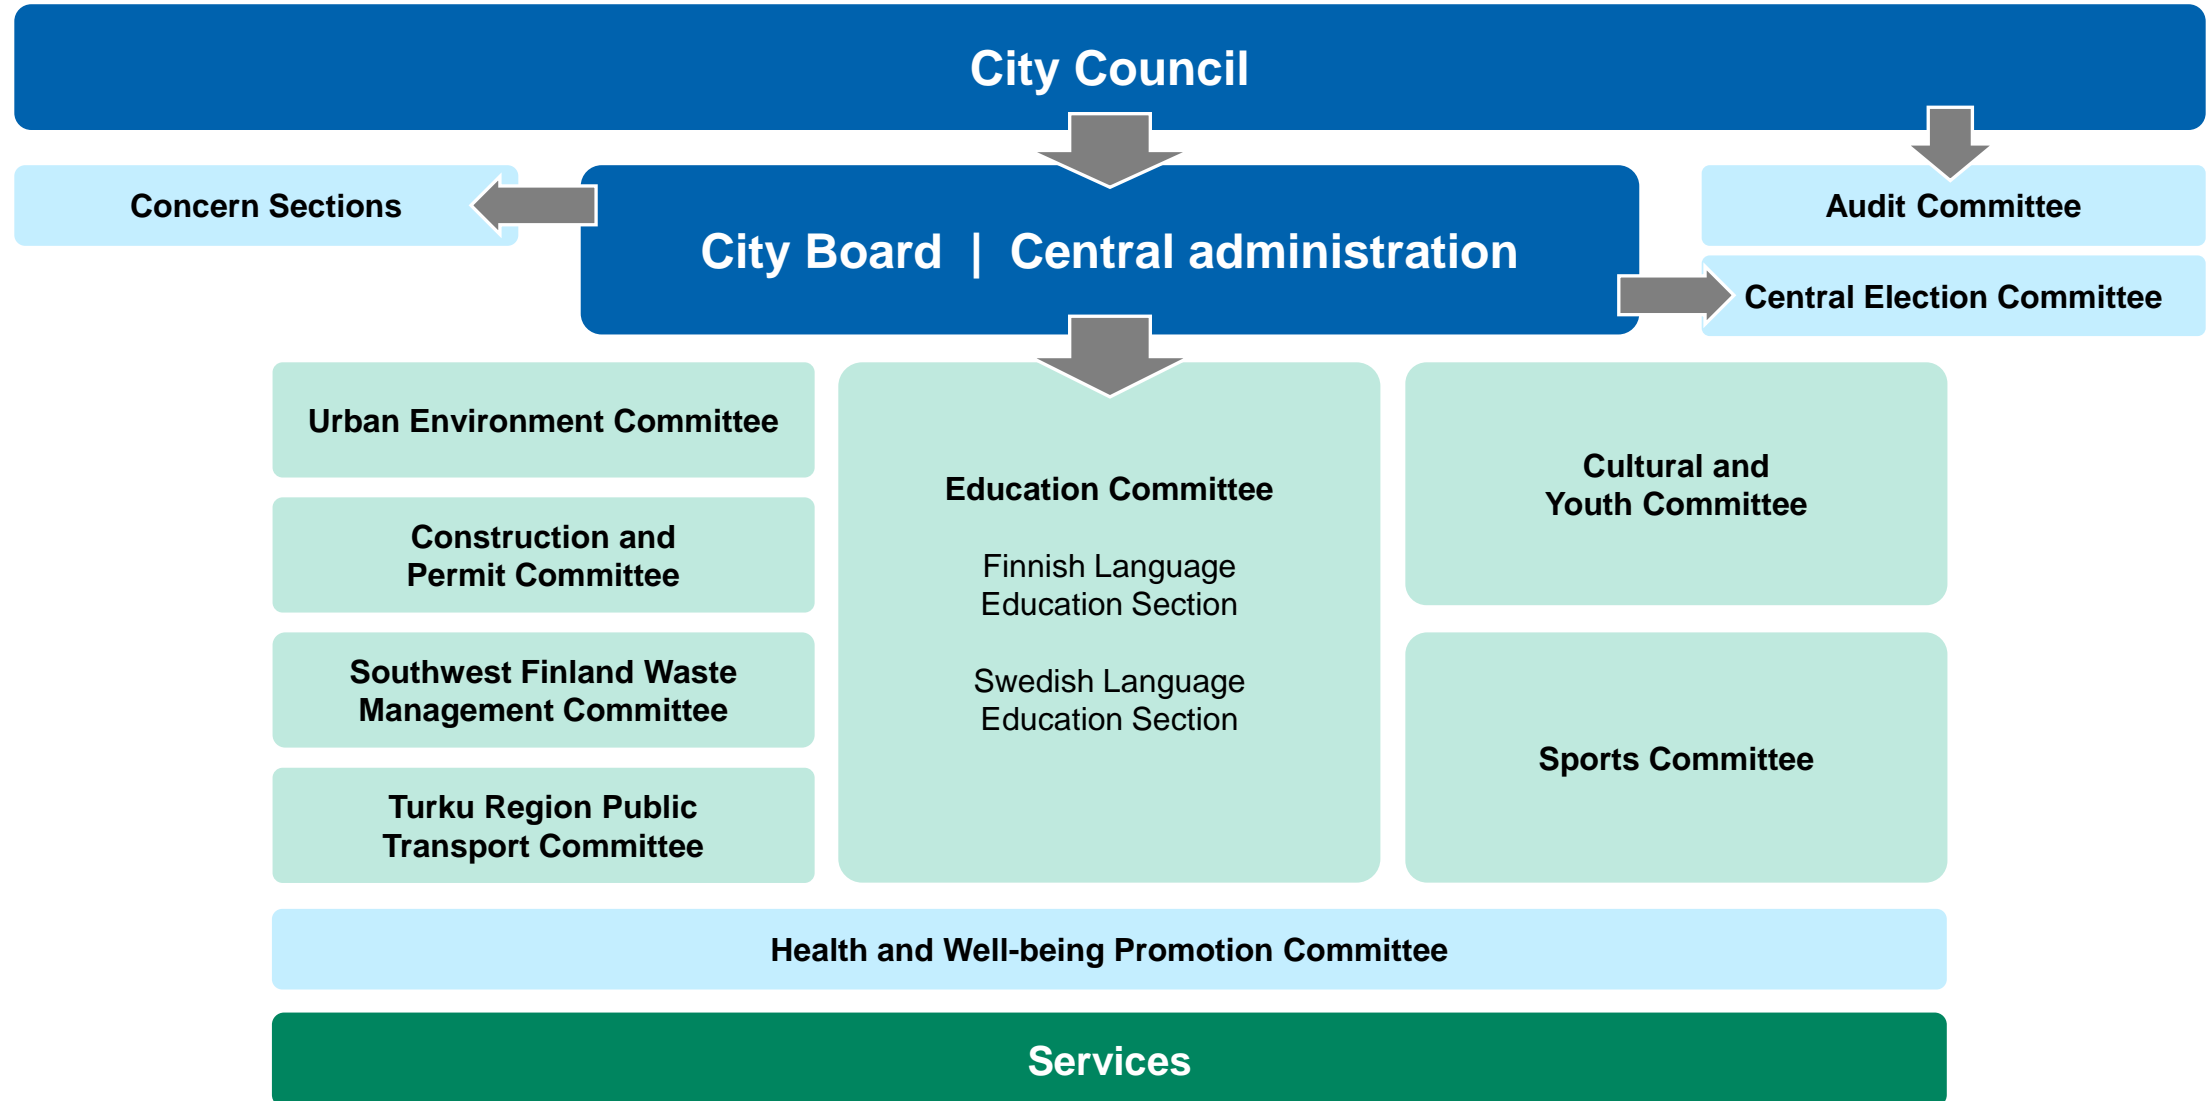 City Council
Concern Sections
City Board | Central administration
Audit Committee
Central Election Committee
Urban Environment Committee
Construction and
Permit Committee
Southwest Finland Waste
Management Committee
Turku Region Public
Transport Committee
Education Committee
Finnish Language
Education Section
Swedish Language
Education Section
Cultural and
Youth Committee
Sports Committee
Health and Well-being Promotion Committee
Services